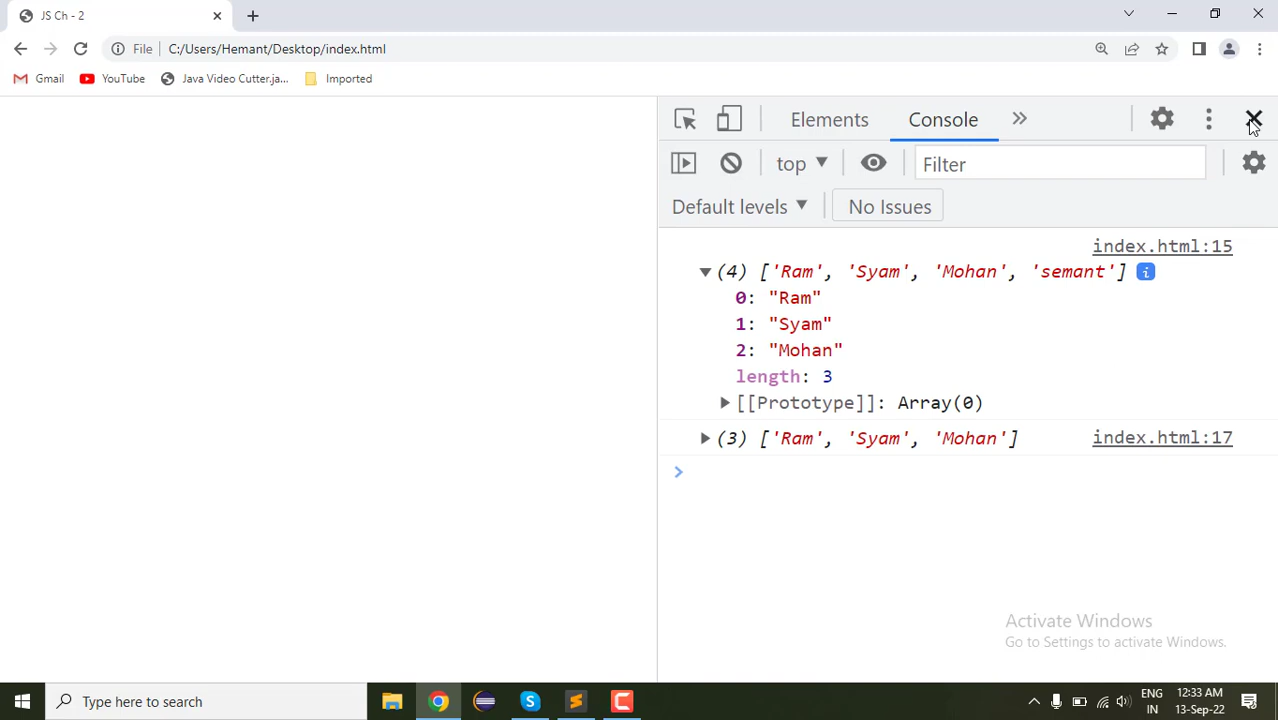 JS Ch - 2
File
C:/Users/Hemant/Desktop/index.html
Gmail
YouTube
Java Video Cutter.ja...
Imported
Elements
Console
top
Filter
Default levels
No Issues
index.html:15
(4) ['Ram', 'Syam', 'Mohan', 'semant']
0: "Ram"
1: "Syam"
2: "Mohan"
length: 3
[[Prototype]]: Array(0)
(3) ['Ram', 'Syam', 'Mohan'] index.html:17
Activate Windows
Go to Settings to activate Windows.
Type here to search
ENG
IN
12:33 AM
13-Sep-22